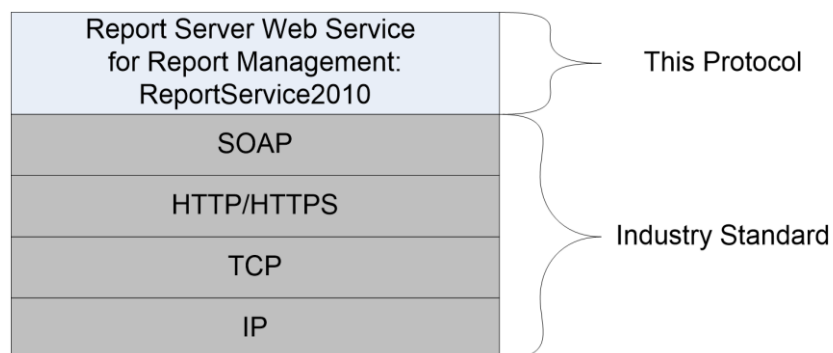 Report Server Web Service
for Report Management:
ReportService2010
This Protocol
SOAP
HTTP/HTTPS
TCP
IP
Industry Standard